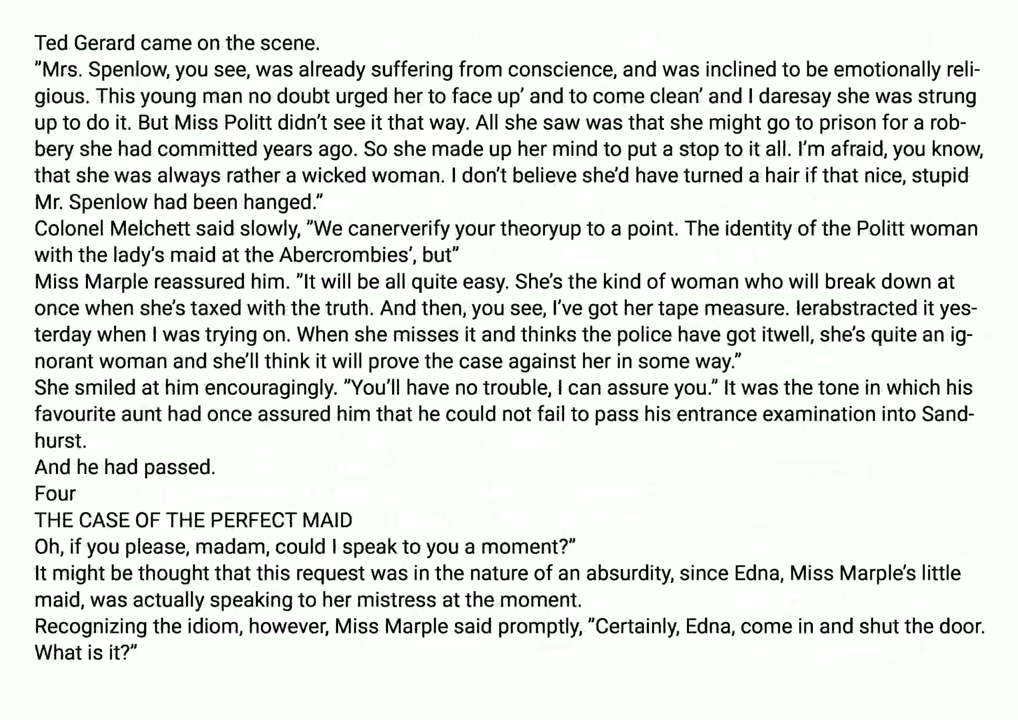 Ted Gerard came on the scene.
"Mrs. Spenlow, you see, was already suffering from conscience, and was inclined to be emotionally reli-
gious. This young man no doubt urged her to face up' and to come clean' and I daresay she was strung
up to do it. But Miss Politt didn't see it that way. All she saw was that she might go to prison for a rob-
bery she had committed years ago. So she made up her mind to put a stop to it all. I'm afraid, you know,
that she was always rather a wicked woman. I don't believe she'd have turned a hair if that nice, stupid
Mr. Spenlow had been hanged."
Colonel Melchett said slowly, "We canerverify your theoryup to a point. The identity of the Politt woman
with the lady's maid at the Abercrombies', but"
Miss Marple reassured him. "It will be all quite easy. She's the kind of woman who will break down at
once when she's taxed with the truth. And then, you see, I've got her tape measure. Ierabstracted it yes-
terday when I was trying on. When she misses it and thinks the police have got itwell, she's quite an ig-
norant woman and she'll think it will prove the case against her in some way."
She smiled at him encouragingly. "You'll have no trouble, I can assure you." It was the tone in which his
favourite aunt had once assured him that he could not fail to pass his entrance examination into Sand-
hurst.
And he had passed.
Four
THE CASE OF THE PERFECT MAID
Oh, if you please, madam, could I speak to you a moment?"
It might be thought that this request was in the nature of an absurdity, since Edna, Miss Marple's little
maid, was actually speaking to her mistress at the moment.
Recognizing the idiom, however, Miss Marple said promptly, "Certainly, Edna, come in and shut the door.
What is it?"